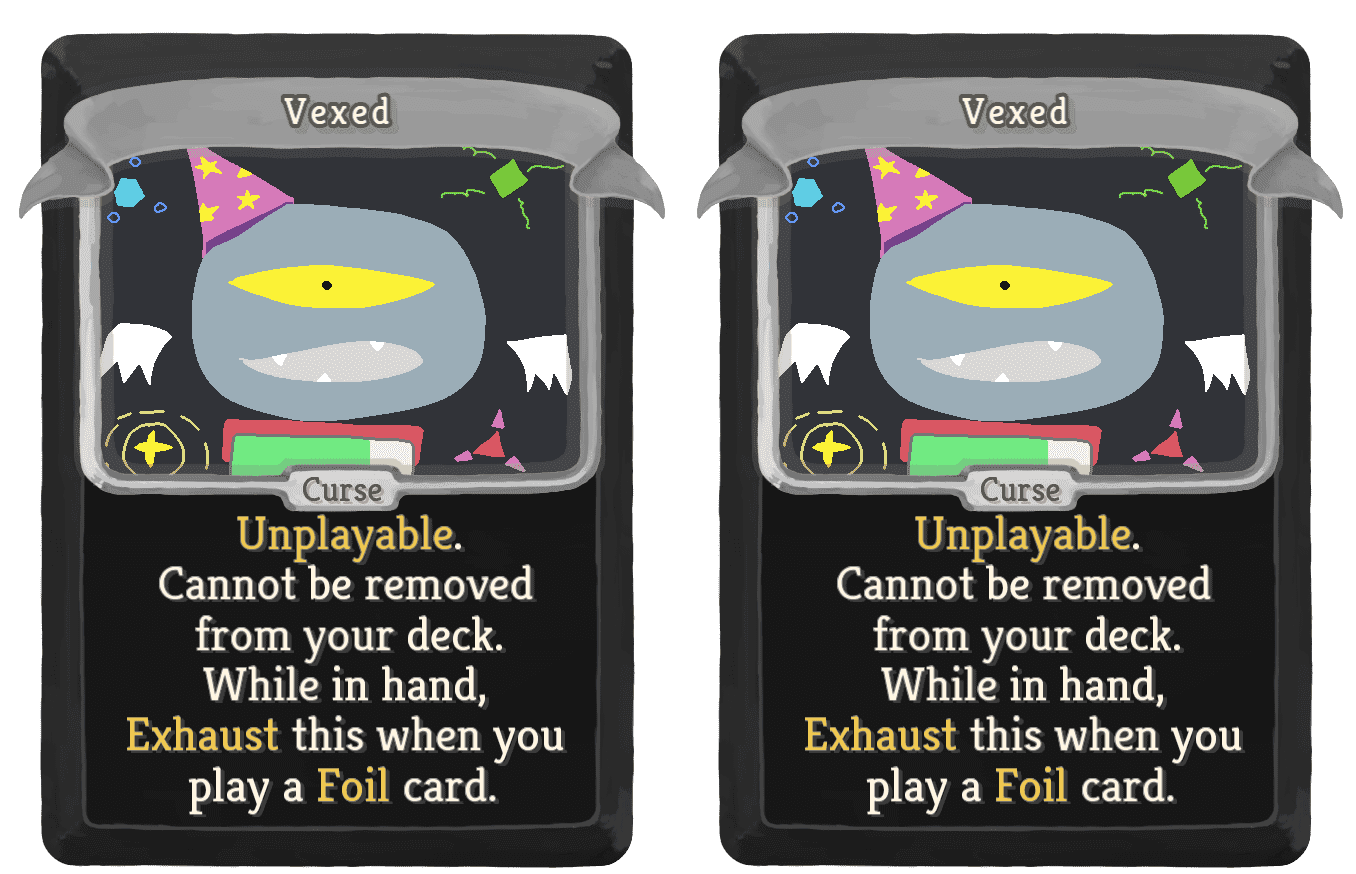 Vexed
Curse
Unplayable.
Cannot be removed
from your deck.
While in hand,
Exhaust this when you
play a Foil card.
Vexed
Curse
Unplayable.
Cannot be removed
from your deck.
While in hand,
Exhaust this when you
play a Foil card.